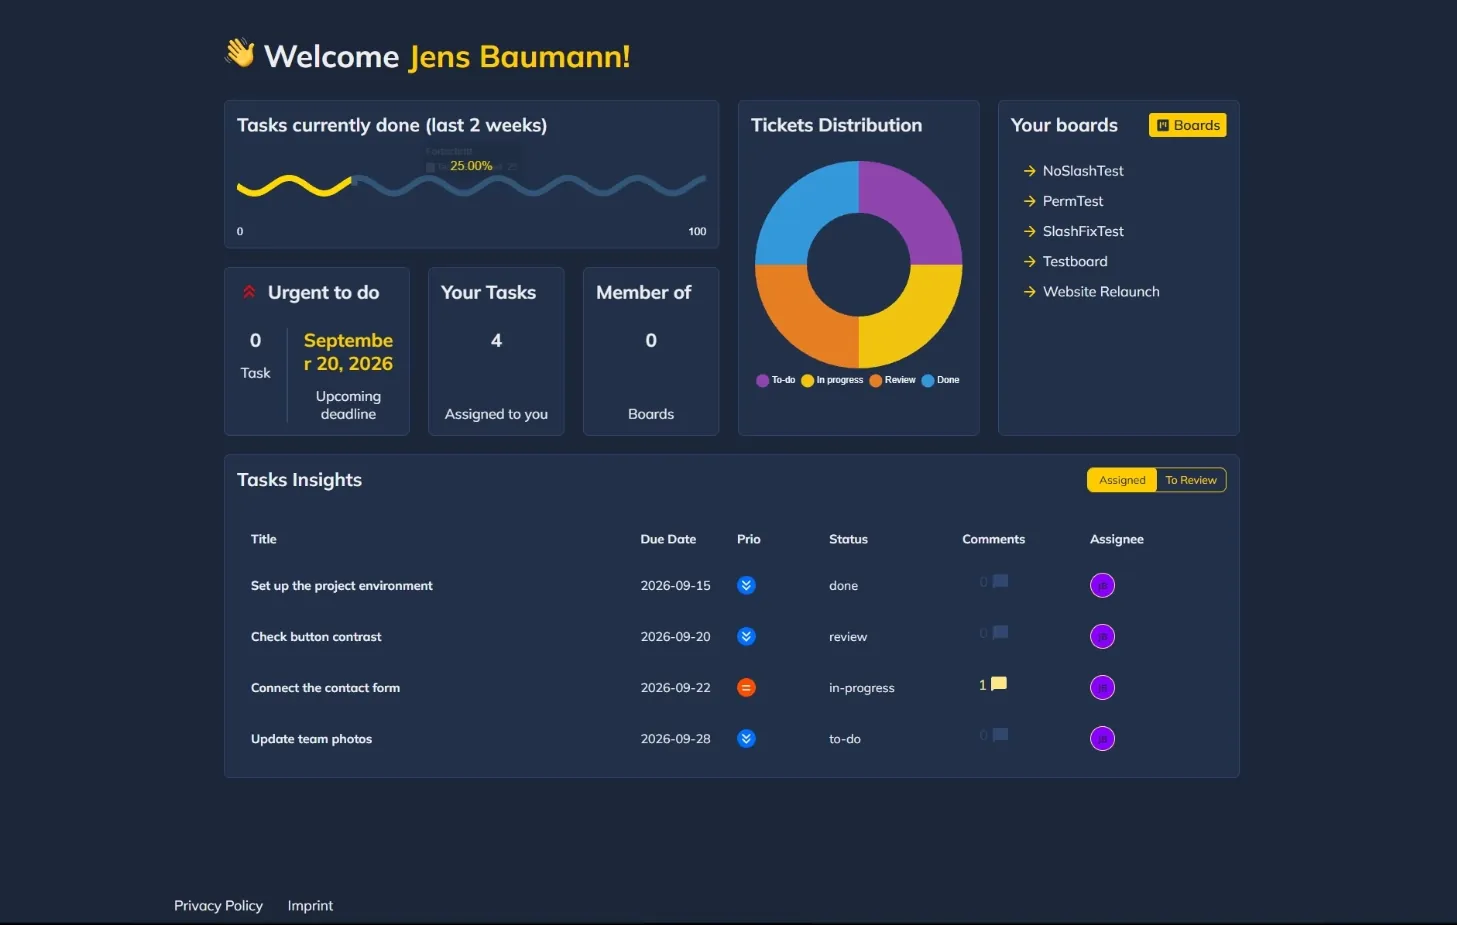 Welcome Jens Baumann!
Tasks currently done (last 2 weeks)
25.00%
0 100
Tickets Distribution
To-do In progress Review Done
Your boards
Boards
NoSlashTest
PermTest
SlashFixTest
Testboard
Website Relaunch
Urgent to do
0
Task
Septembe
r 20, 2026
Upcoming
deadline
Your Tasks
4
Assigned to you
Member of
0
Boards
Tasks Insights
Assigned To Review
Title Due Date Prio Status Comments Assignee
Set up the project environment 2026-09-15 done 0
Check button contrast 2026-09-20 review 0
Connect the contact form 2026-09-22 in-progress 1
Update team photos 2026-09-28 to-do 0
Privacy Policy Imprint